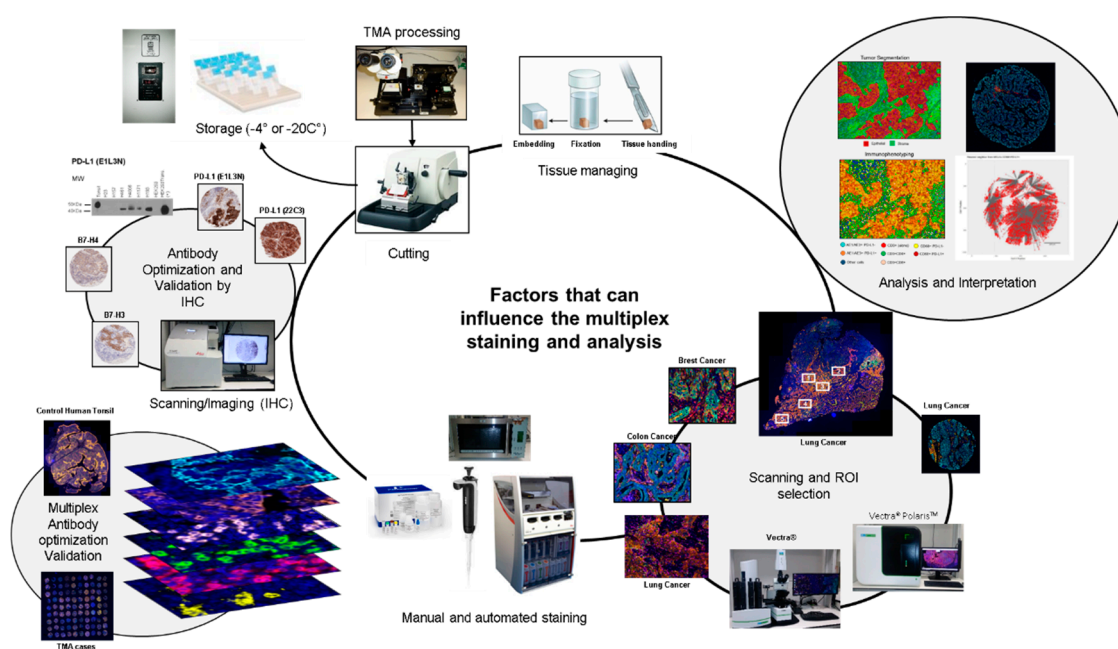 TMA processing
Storage (-4° or -20C°)
Embedding
Fixation
Tissue handing
Tissue managing
Cutting
PD-L1 (E1L3N)
MW
PD-L1 (E1L3N)
PD-L1 (22C3)
B7-H4
B7-H3
Antibody
Optimization and
Validation by
IHC
Scanning/Imaging (IHC)
Factors that can
influence the multiplex
staining and analysis
Tumor Segmentation
Immunophenotyping
Analysis and Interpretation
Brest Cancer
Colon Cancer
Lung Cancer
Lung Cancer
Lung Cancer
Scanning and ROI
selection
Vectra® Polaris™
Vectra®
Manual and automated staining
Control Human Tonsil
Multiplex
Antibody
optimization
Validation
TMA cases